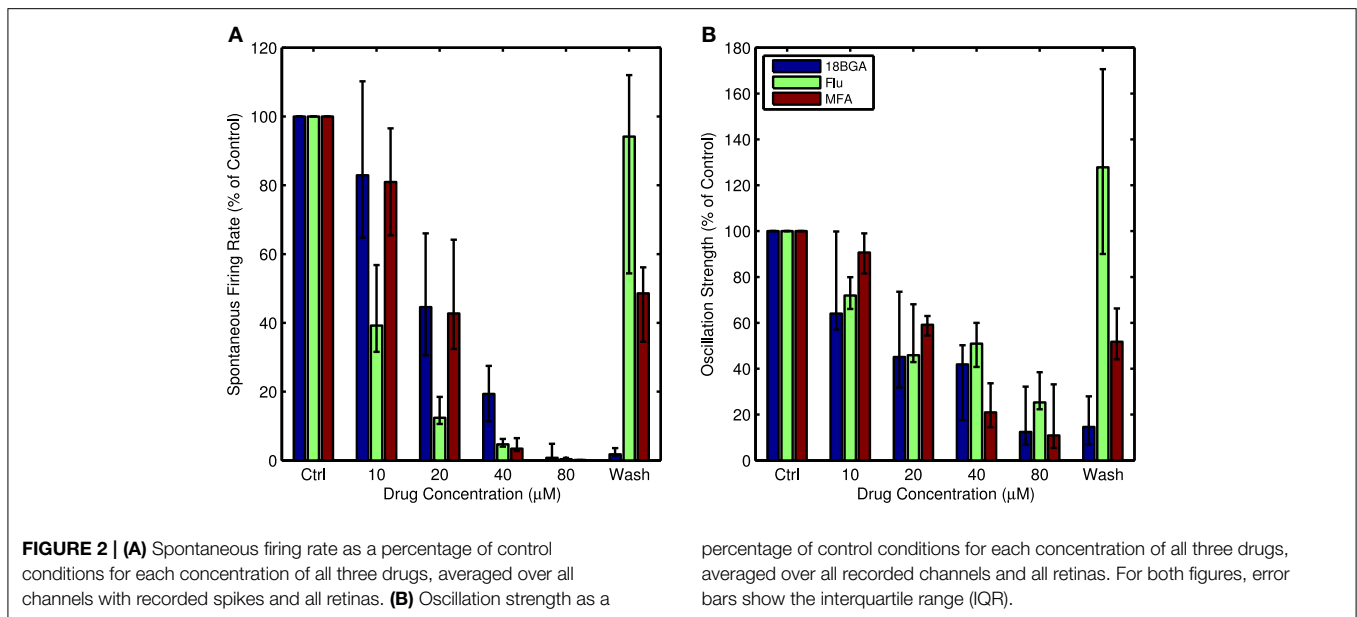 A
120
100
80
60
40
20
0
Spontaneous Firing Rate (% of Control)
Ctrl 10 20 40 80 Wash
Drug Concentration (μM)
B
180
160
140
120
100
80
60
40
20
0
Oscillation Strength (% of Control)
18BGA
Flu
MFA
Ctrl 10 20 40 80 Wash
Drug Concentration (μM)
FIGURE 2 | (A) Spontaneous firing rate as a percentage of control
conditions for each concentration of all three drugs, averaged over all
channels with recorded spikes and all retinas. (B) Oscillation strength as a
percentage of control conditions for each concentration of all three drugs,
averaged over all recorded channels and all retinas. For both figures, error
bars show the interquartile range (IQR).